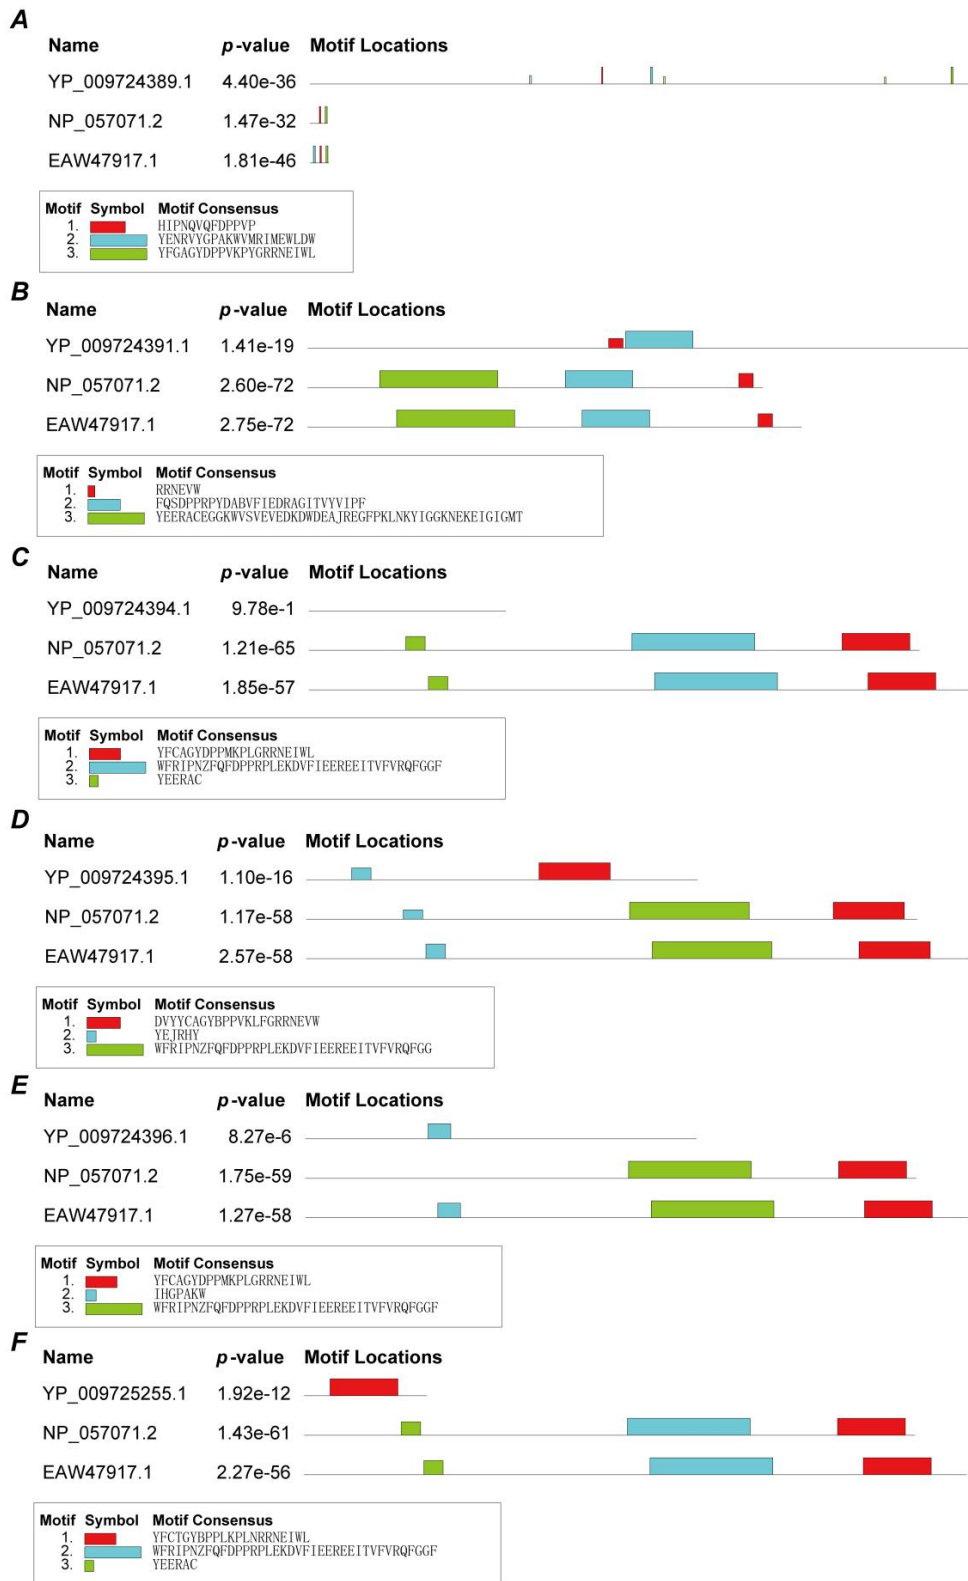 A
Name p-value Motif Locations
YP_009724389.1 4.40e-36
NP_057071.2 1.47e-32
EAW47917.1 1.81e-46
Motif Symbol Motif Consensus
1. HIPNQVQFDPPVP
2. YENRVYGPAKWVMRIMEWLDW
3. YFGAGYDPPVKPYGRRNEIWL
B
Name p-value Motif Locations
YP_009724391.1 1.41e-19
NP_057071.2 2.60e-72
EAW47917.1 2.75e-72
Motif Symbol Motif Consensus
1. RRNEVW
2. FQSDPPRPYDABVFIEDRAGITVYVIPF
3. YEERACEGGKWVSVEVEDKDWDEAJREGFPKLNKYIGGKNEKEIGIGMT
C
Name p-value Motif Locations
YP_009724394.1 9.78e-1
NP_057071.2 1.21e-65
EAW47917.1 1.85e-57
Motif Symbol Motif Consensus
1. YFCAGYDPPMKPLGRRNEIWL
2. WFRIPNZFQFDPPRPLEKDVFIEEREEITVFVRQFGGF
3. YEERAC
D
Name p-value Motif Locations
YP_009724395.1 1.10e-16
NP_057071.2 1.17e-58
EAW47917.1 2.57e-58
Motif Symbol Motif Consensus
1. DVYYCAGYBPPVKLFGRRNEVW
2. YEJRHY
3. WFRIPNZFQFDPPRPLEKDVFIEEREEITVFVRQFGG
E
Name p-value Motif Locations
YP_009724396.1 8.27e-6
NP_057071.2 1.75e-59
EAW47917.1 1.27e-58
Motif Symbol Motif Consensus
1. YFCAGYDPPMKPLGRRNEIWL
2. IHGPAKW
3. WFRIPNZFQFDPPRPLEKDVFIEEREEITVFVRQFGGF
F
Name p-value Motif Locations
YP_009725255.1 1.92e-12
NP_057071.2 1.43e-61
EAW47917.1 2.27e-56
Motif Symbol Motif Consensus
1. YFCTGYBPPLKPLNRRNEIWL
2. WFRIPNZFQFDPPRPLEKDVFIEEREEITVFVRQFGGF
3. YEERAC